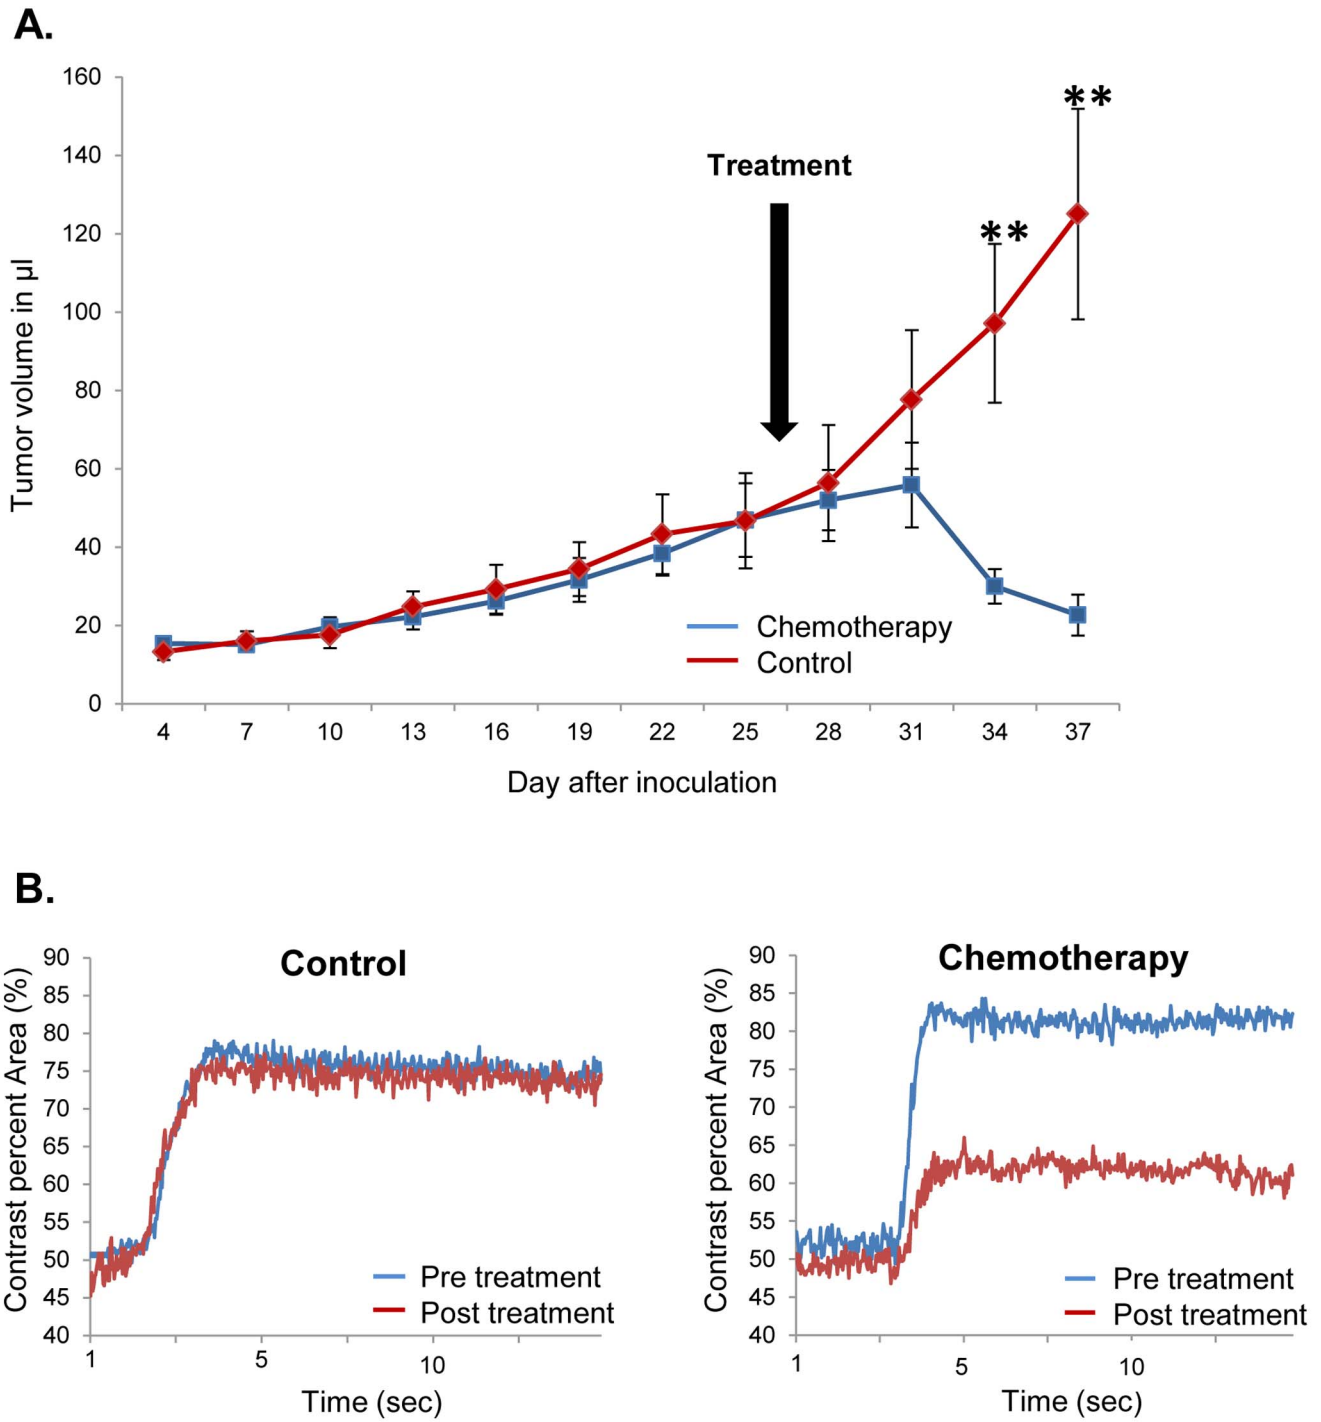 A.
160
140
120
100
80
60
40
20
0
Tumor volume in µl
Treatment
**
**
Chemotherapy
Control
4 7 10 13 16 19 22 25 28 31 34 37
Day after inoculation
B.
Control
90
85
80
75
70
65
60
55
50
45
40
Contrast percent Area (%)
Pre treatment
Post treatment
1 5 10
Time (sec)
Chemotherapy
90
85
80
75
70
65
60
55
50
45
40
Contrast percent Area (%)
Pre treatment
Post treatment
1 5 10
Time (sec)